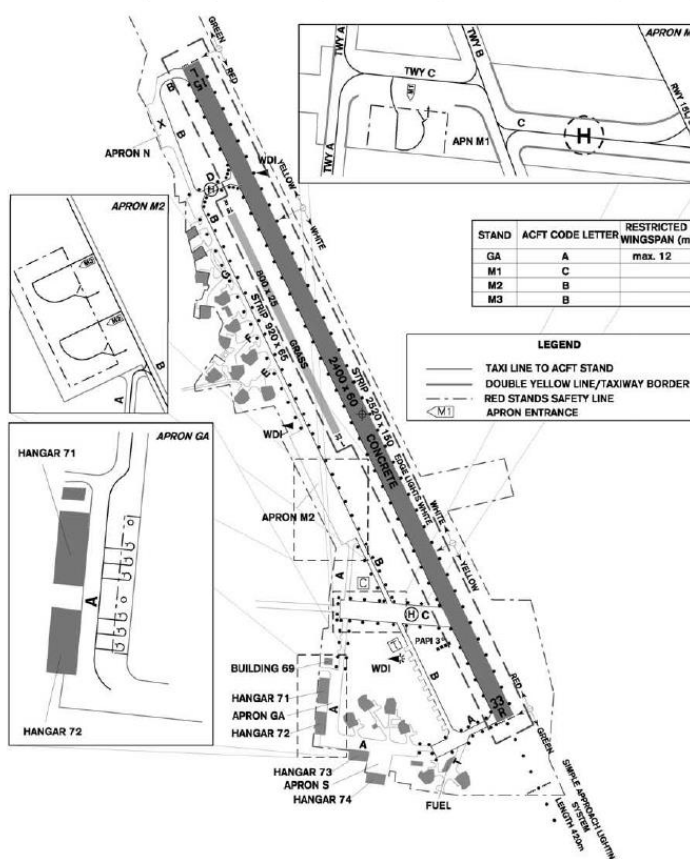 GREEN
RED
15
L
B
B
X
APRON N
WDI
YELLOW
WHITE
D
H
B
G
F
E
800 x 25
GRASS
STRIP 920 x 65
2400 x 60
CONCRETE
STRIP 2520 x 150
EDGE LIGHTS WHITE
WDI
APRON M2
WHITE
YELLOW
A
B
C
H
C
T
PAPI 3°
BUILDING 69
WDI
B
HANGAR 71
APRON GA
HANGAR 72
A
A
A
33
R
RED
GREEN
HANGAR 73
APRON S
HANGAR 74
FUEL
SIMPLE APPROACH LIGHTING
SYSTEM
LENGTH 420m
APRON M
TWY A
TWY B
TWY C
M1
C
H
APN M1
TWY A
APRON M2
M3
M2
A
B
APRON GA
HANGAR 71
A
HANGAR 72
STAND ACFT CODE LETTER RESTRICTED WINGSPAN (m
GA A max. 12
M1 C
M2 B
M3 B
LEGEND
TAXI LINE TO ACFT STAND
DOUBLE YELLOW LINE/TAXIWAY BORDER
RED STANDS SAFETY LINE
M1 APRON ENTRANCE